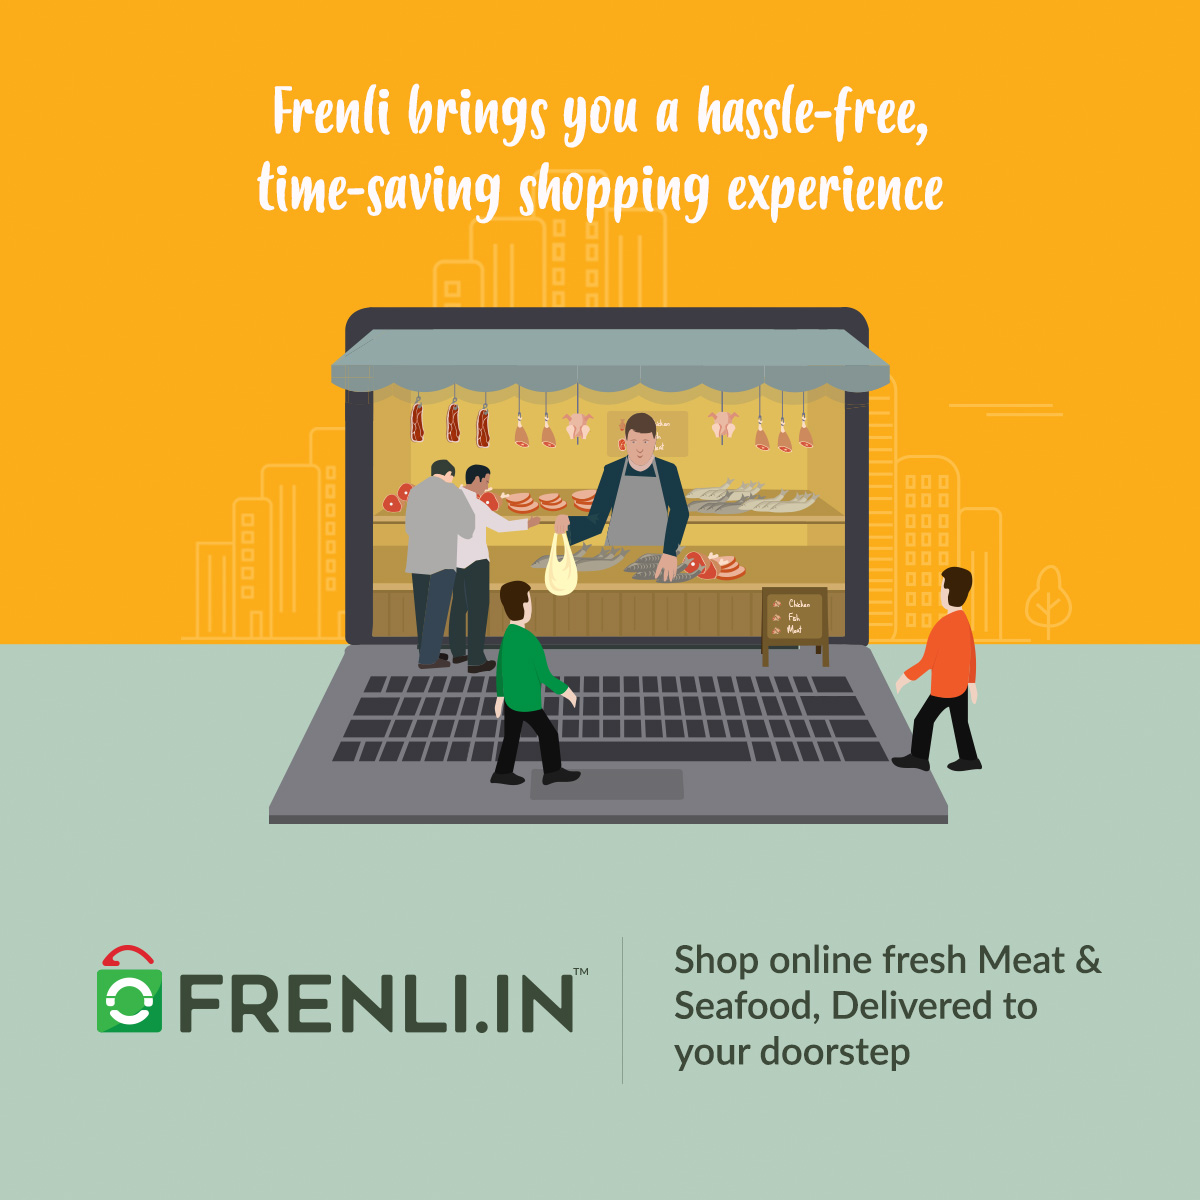 Frenli brings you a hassle-free,
time-saving shopping experience
Chicken
Fish
Meat
FRENLI.IN™
Shop online fresh Meat &
Seafood, Delivered to
your doorstep